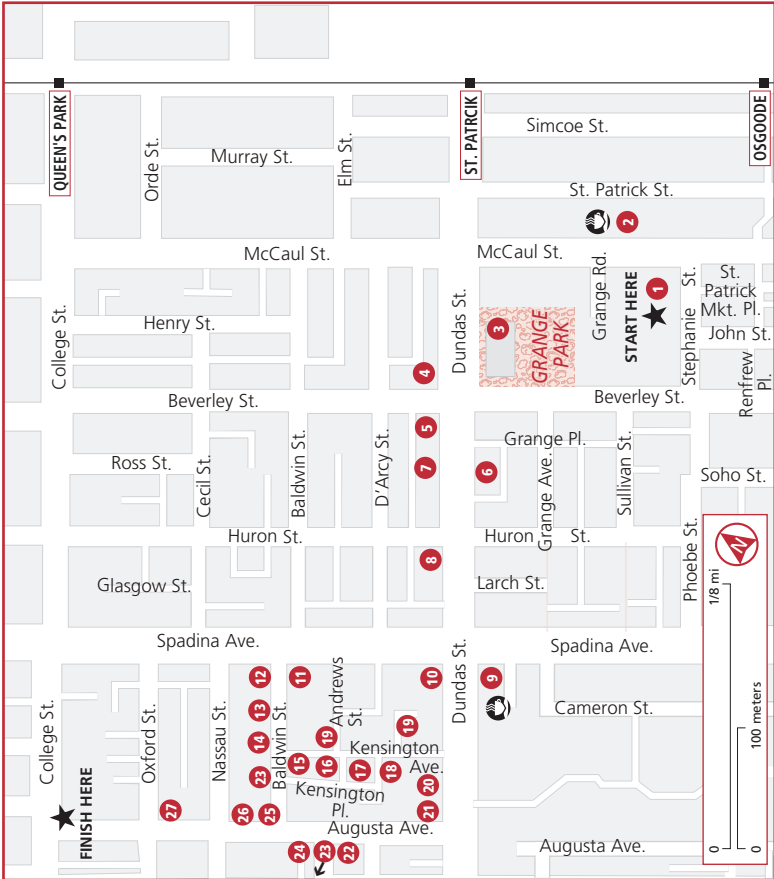 QUEEN'S PARK
ST. PATRCIK
OSGOODE
Simcoe St.
Orde St.
Murray St.
Elm St.
St. Patrick St.
2
McCaul St.
McCaul St.
College St.
Henry St.
Dundas St.
Grange Rd.
START HERE
1
Stephanie St.
St.
Patrick
Mkt. Pl.
John St.
3
GRANGE
PARK
4
Beverley St.
Beverley St.
Renfrew
Pl.
Ross St.
Cecil St.
Baldwin St.
D'Arcy St.
5
7
6
Grange Pl.
Grange Ave.
Sullivan St.
Soho St.
Huron St.
Huron St.
Phoebe St.
Glasgow St.
8
Larch St.
Spadina Ave.
Spadina Ave.
N
1/8 mi
0
100 meters
0
College St.
Oxford St.
Nassau St.
Baldwin St.
12
11
10
9
Dundas St.
Cameron St.
13
14
23
Andrews
St.
19
19
Kensington
Ave.
15
16
17
18
20
Kensington
Pl.
21
Augusta Ave.
Augusta Ave.
27
26
25
24
23
22
FINISH HERE